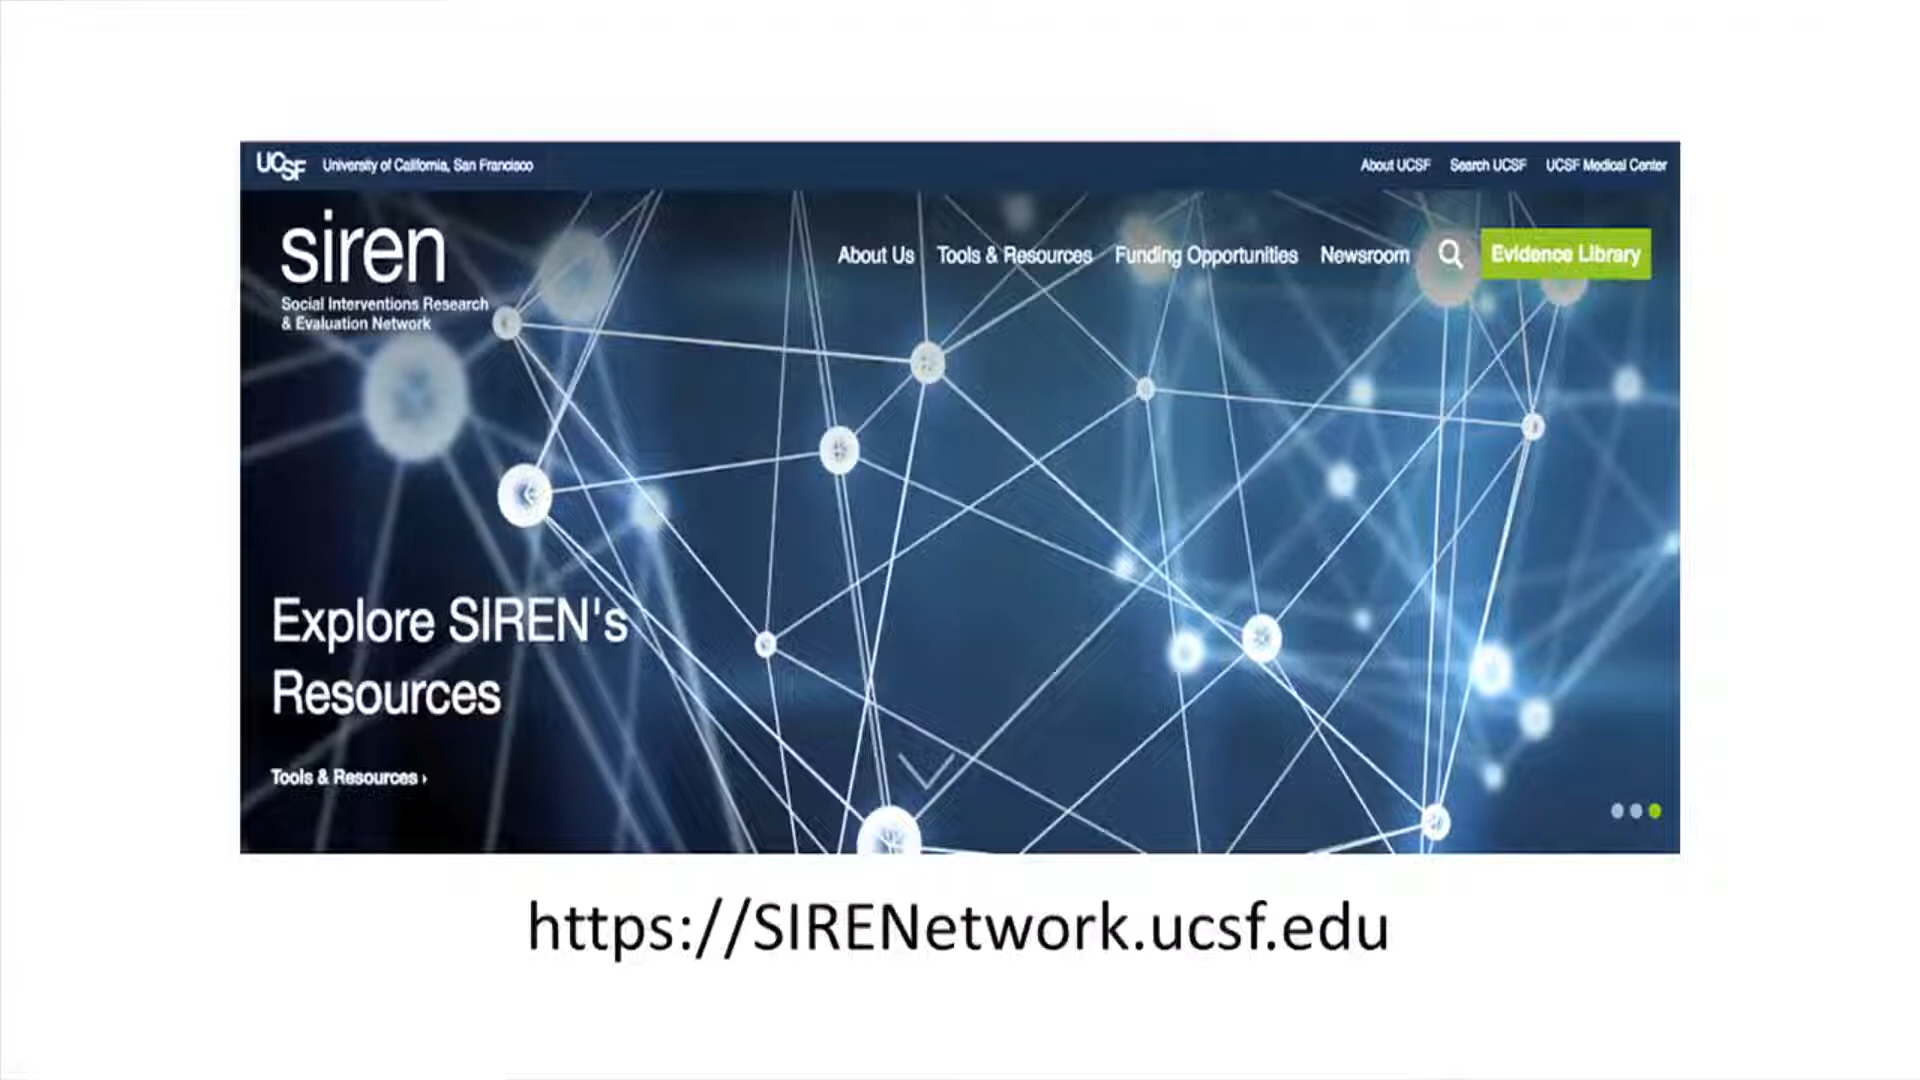 UCSF University of California, San Francisco
About UCSF Search UCSF UCSF Medical Center
siren
Social Interventions Research
& Evaluation Network
About Us Tools & Resources Funding Opportunities Newsroom Evidence Library
Explore SIREN's
Resources
Tools & Resources ›
https://SIRENetwork.ucsf.edu